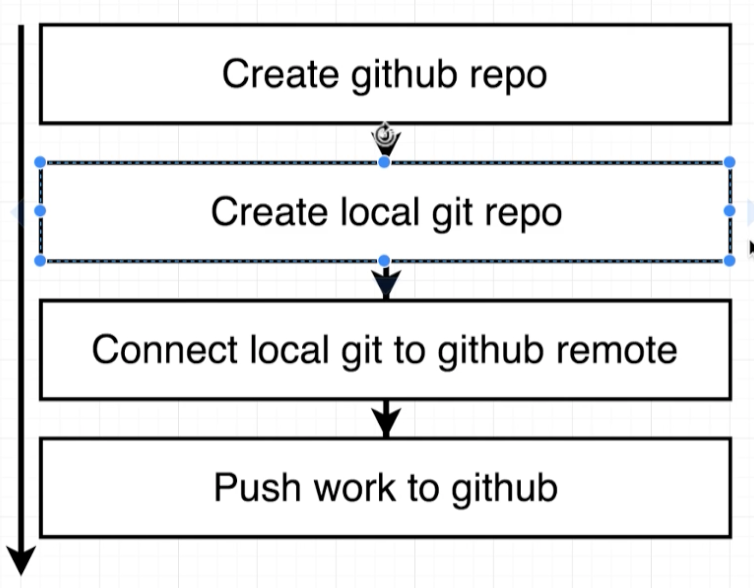 Create github repo
Create local git repo
Connect local git to github remote
Push work to github